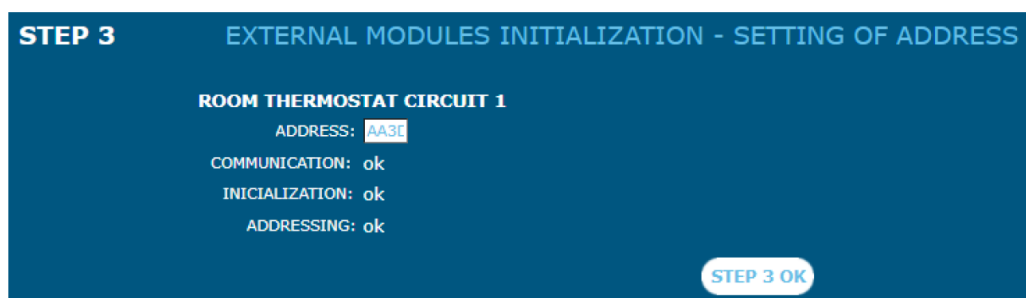 STEP 3 EXTERNAL MODULES INITIALIZATION - SETTING OF ADDRESS
ROOM THERMOSTAT CIRCUIT 1
ADDRESS:
COMMUNICATION: ok
INICIALIZATION: ok
ADDRESSING: ok
STEP 3 OK